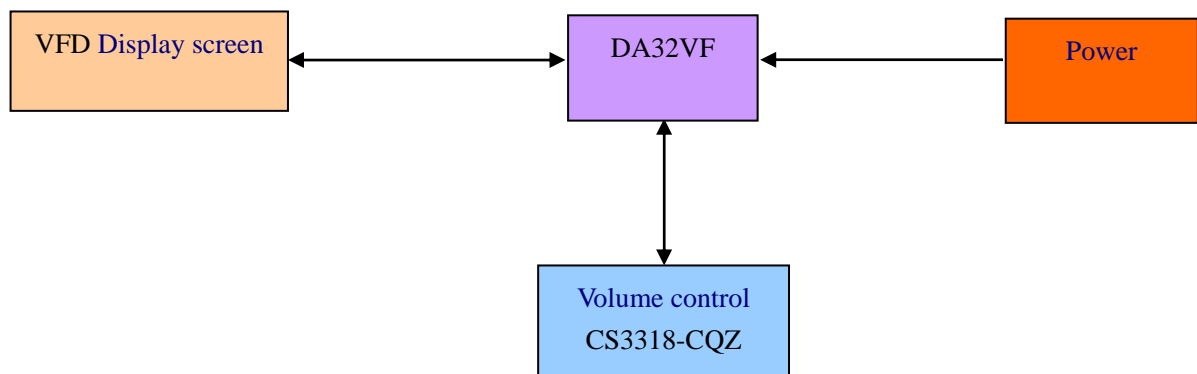 VFD Display screen
DA32VF
Power
Volume control
CS3318-CQZ